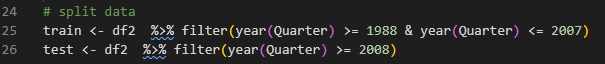 24 # split data
25 train <- df2  %>% filter(year(Quarter) >= 1988 & year(Quarter) <= 2007)
26 test <- df2  %>% filter(year(Quarter) >= 2008)